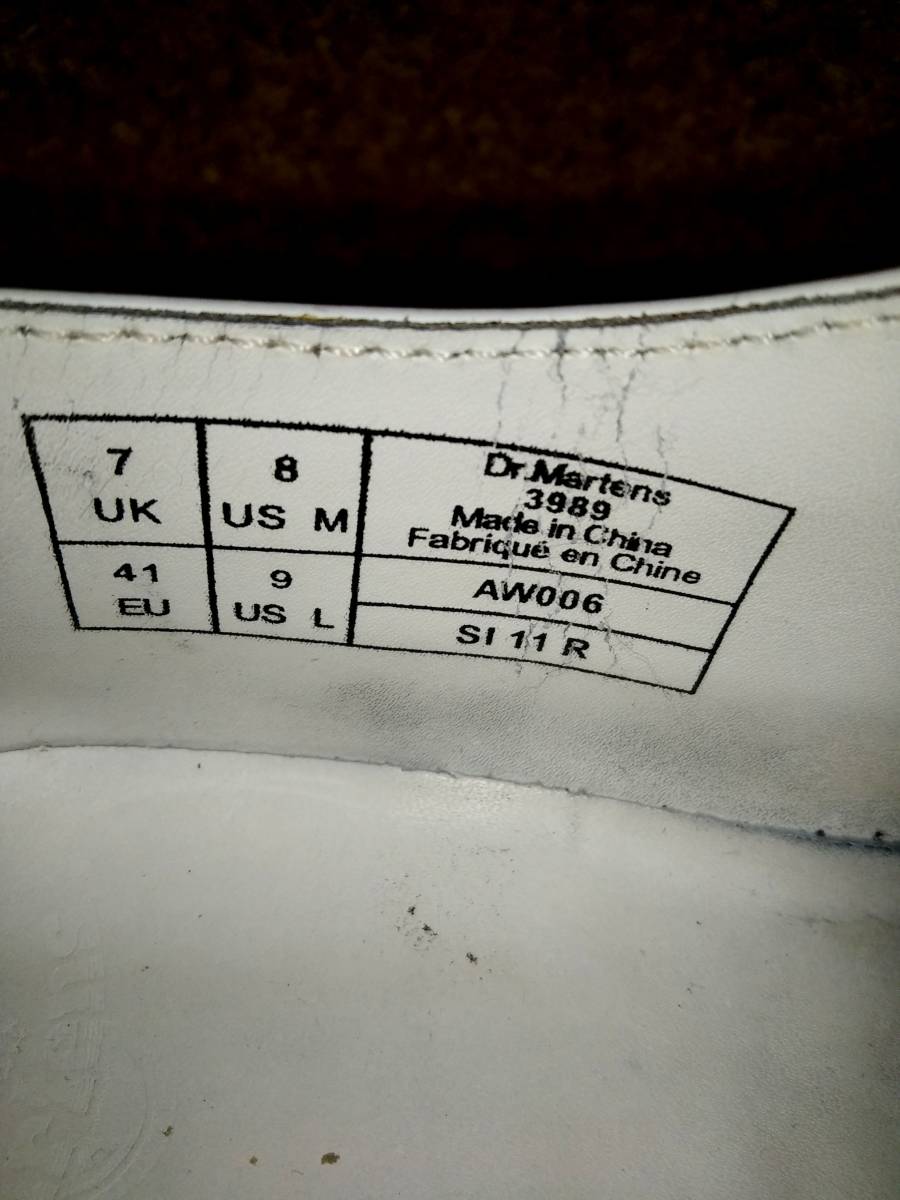 7
UK
8
US M
41
EU
9
US L
Dr.Martens
3989
Made in China
Fabriqué en Chine
AW006
SI 11 R